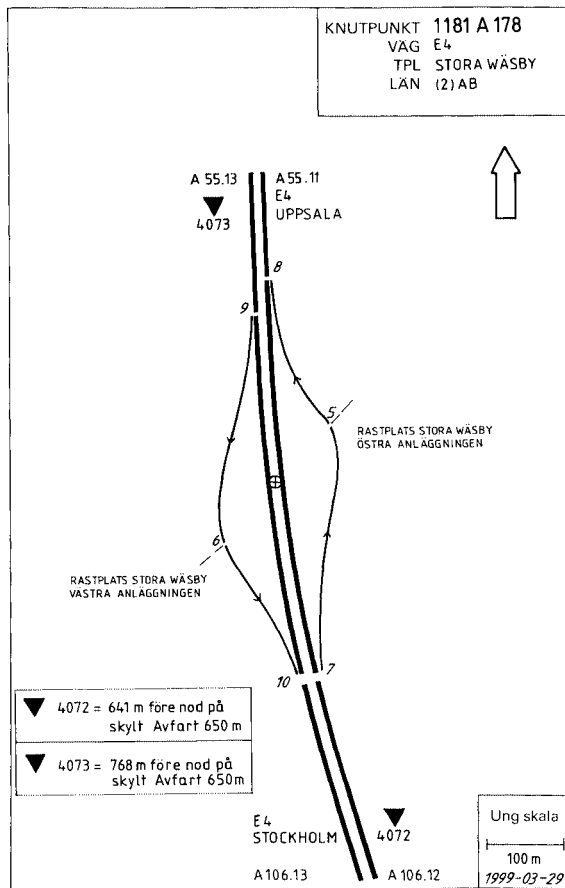 KNUTPUNKT 1181 A 178
VÄG E4
TPL STORA WÄSBY
LÄN (2) AB
A 55.13
A 55.11
E4
UPPSALA
4073
8
9
5
RASTPLATS STORA WÄSBY
ÖSTRA ANLÄGGNINGEN
6
RASTPLATS STORA WÄSBY
VÄSTRA ANLÄGGNINGEN
10
7
4072 = 641 m före nod på
skylt Avfart 650 m
4073 = 768 m före nod på
skylt Avfart 650m
E4
STOCKHOLM
4072
A 106.13
A 106.12
Ung skala
100 m
1999-03-29